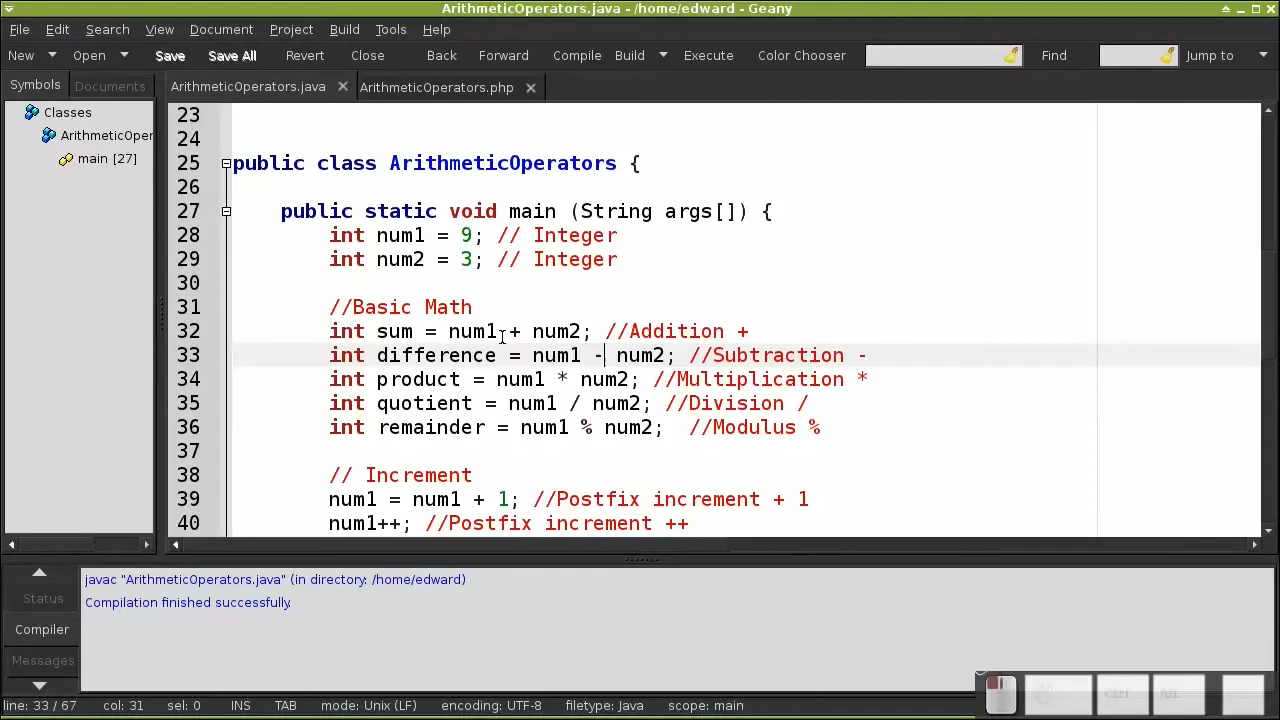 ArithmeticOperators.java - /home/edward - Geany
File Edit Search View Document Project Build Tools Help
New Open Save Save All Revert Close Back Forward Compile Build Execute Color Chooser Find Jump to
Symbols Documents ArithmeticOperators.java ArithmeticOperators.php
Classes
ArithmeticOper
main [27]
23
24
25 public class ArithmeticOperators {
26
27 public static void main (String args[]) {
28 int num1 = 9; // Integer
29 int num2 = 3; // Integer
30
31 //Basic Math
32 int sum = num1 + num2; //Addition +
33 int difference = num1 - num2; //Subtraction -
34 int product = num1 * num2; //Multiplication *
35 int quotient = num1 / num2; //Division /
36 int remainder = num1 % num2;  //Modulus %
37
38 // Increment
39 num1 = num1 + 1; //Postfix increment + 1
40 num1++; //Postfix increment ++
Status
Compiler
Messages
javac "ArithmeticOperators.java" (in directory: /home/edward)
Compilation finished successfully.
line: 33 / 67 col: 31 sel: 0 INS TAB mode: Unix (LF) encoding: UTF-8 filetype: Java scope: main